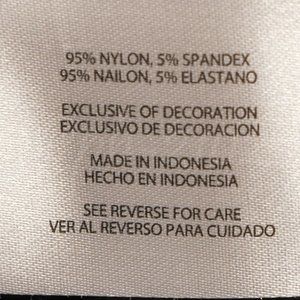 95% NYLON, 5% SPANDEX
95% NAILON, 5% ELASTANO
EXCLUSIVE OF DECORATION
EXCLUSIVO DE DECORACION
MADE IN INDONESIA
HECHO EN INDONESIA
SEE REVERSE FOR CARE
VER AL REVERSO PARA CUIDADO